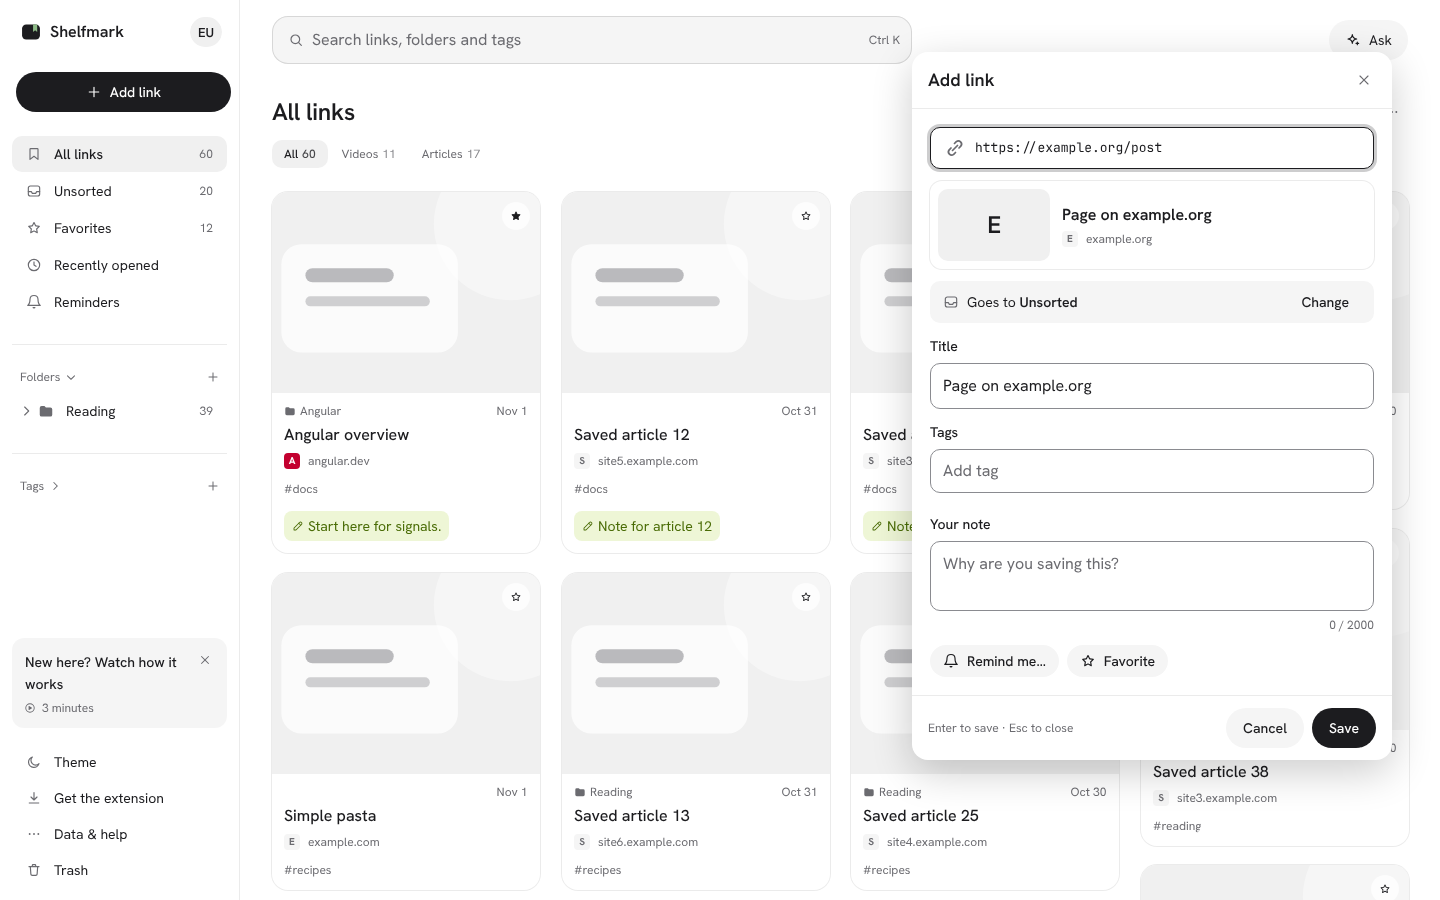 Shelfmark
EU
Add link
All links 60
Unsorted 20
Favorites 12
Recently opened
Reminders
Folders
Reading 39
Tags
New here? Watch how it
works
3 minutes
Theme
Get the extension
Data & help
Trash
Search links, folders and tags Ctrl K
Ask
All links
All 60 Videos 11 Articles 17
Angular Nov 1
Angular overview
A angular.dev
#docs
Start here for signals.
Oct 31
Saved article 12
S site5.example.com
#docs
Note for article 12
Saved
S site3
#docs
Note
Nov 1
Simple pasta
E example.com
#recipes
Reading Oct 31
Saved article 13
S site6.example.com
#recipes
Reading Oct 30
Saved article 25
S site4.example.com
#recipes
Saved article 38
S site3.example.com
#reading
Add link
https://example.org/post
E
Page on example.org
E example.org
Goes to Unsorted Change
Title
Page on example.org
Tags
Add tag
Your note
Why are you saving this?
0 / 2000
Remind me... Favorite
Enter to save · Esc to close Cancel Save